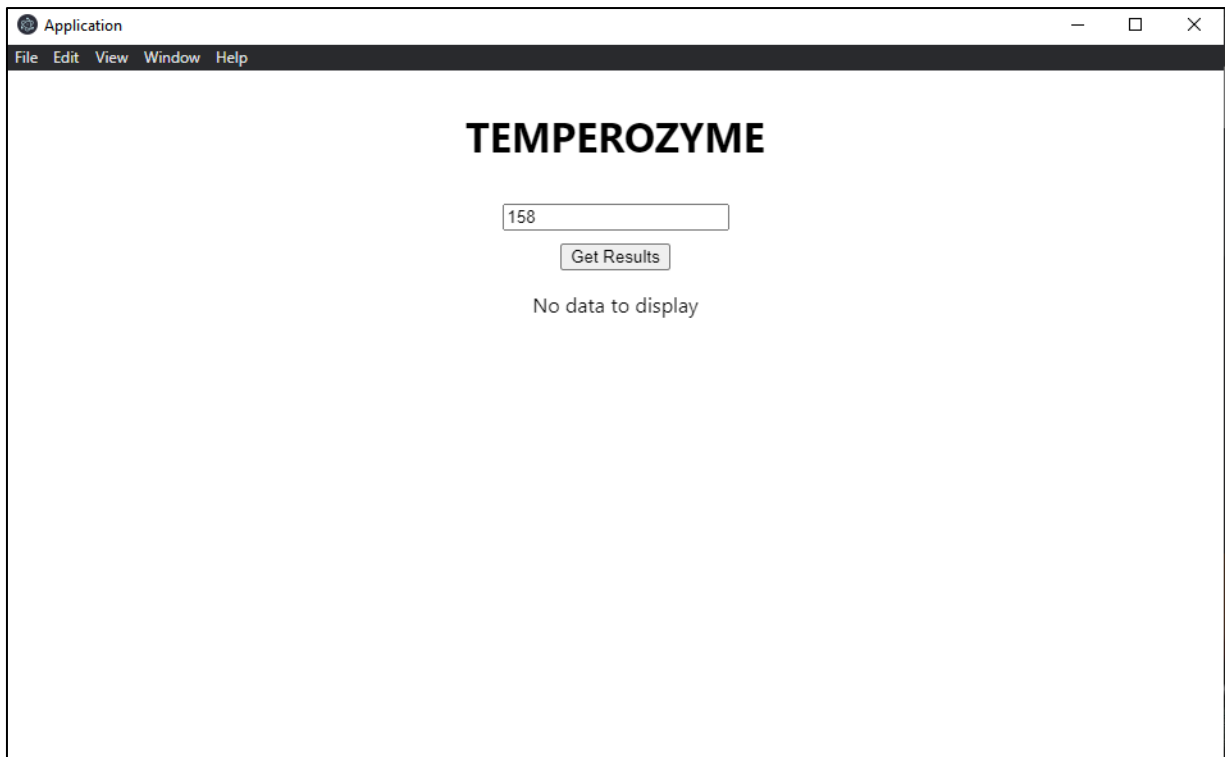 Application
File Edit View Window Help
TEMPEROZYME
158
Get Results
No data to display